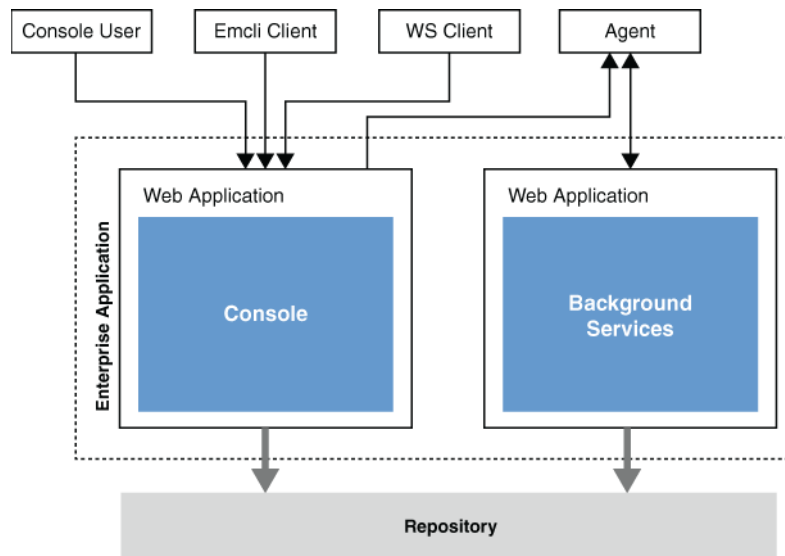 Console User
Emcli Client
WS Client
Agent
Enterprise Application
Web Application
Console
Web Application
Background
Services
Repository